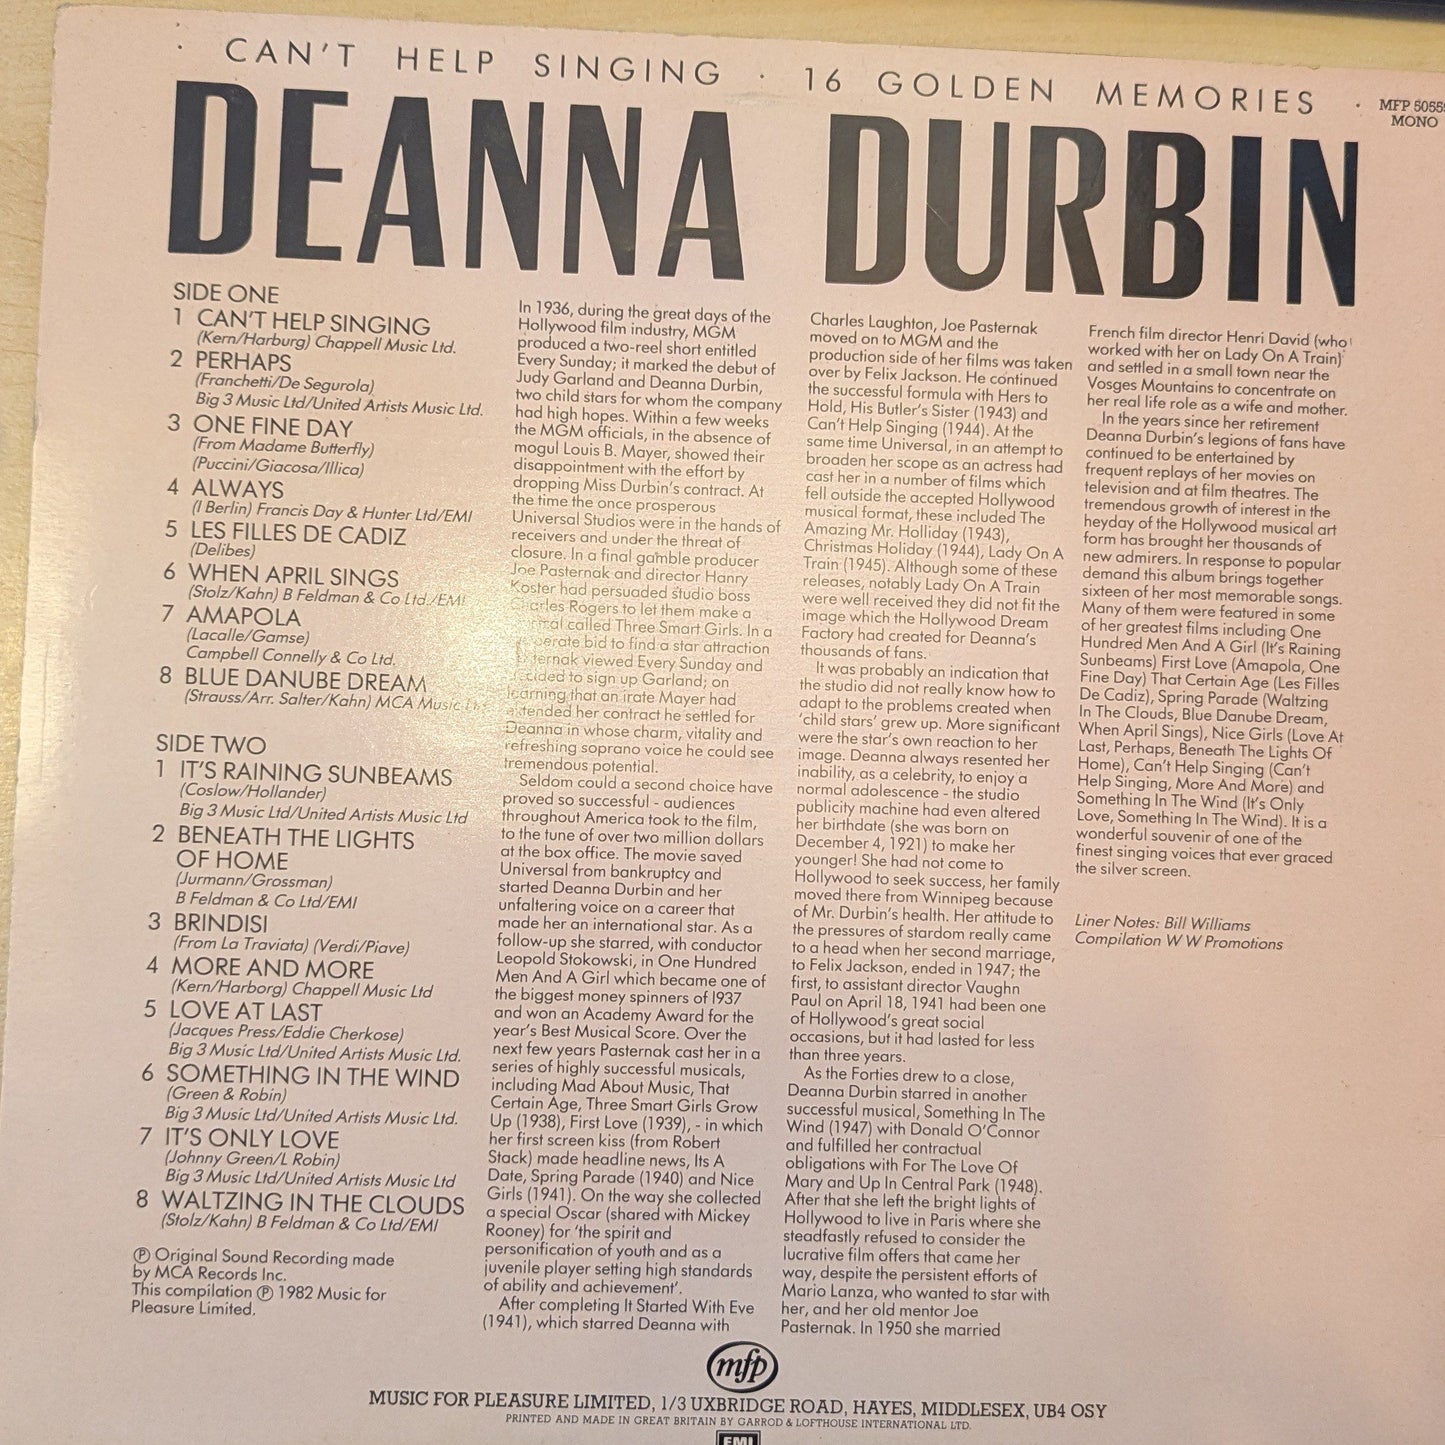 · CAN'T HELP SINGING · 16 GOLDEN MEMORIES ·
MFP 5055
MONO
DEANNA DURBIN
SIDE ONE
1 CAN'T HELP SINGING
(Kern/Harburg) Chappell Music Ltd.
2 PERHAPS
(Franchetti/De Segurola)
Big 3 Music Ltd/United Artists Music Ltd.
3 ONE FINE DAY
(From Madame Butterfly)
(Puccini/Giacosa/Illica)
4 ALWAYS
(I Berlin) Francis Day & Hunter Ltd/EMI
5 LES FILLES DE CADIZ
(Delibes)
6 WHEN APRIL SINGS
(Stolz/Kahn) B Feldman & Co Ltd./EMI
7 AMAPOLA
(Lacalle/Gamse)
Campbell Connelly & Co Ltd.
8 BLUE DANUBE DREAM
(Strauss/Arr. Salter/Kahn) MCA Music
SIDE TWO
1 IT'S RAINING SUNBEAMS
(Coslow/Hollander)
Big 3 Music Ltd/United Artists Music Ltd
2 BENEATH THE LIGHTS
OF HOME
(Jurmann/Grossman)
B Feldman & Co Ltd/EMI
3 BRINDISI
(From La Traviata) (Verdi/Piave)
4 MORE AND MORE
(Kern/Harborg) Chappell Music Ltd
5 LOVE AT LAST
(Jacques Press/Eddie Cherkose)
Big 3 Music Ltd/United Artists Music Ltd.
6 SOMETHING IN THE WIND
(Green & Robin)
Big 3 Music Ltd/United Artists Music Ltd.
7 IT'S ONLY LOVE
(Johnny Green/L Robin)
Big 3 Music Ltd/United Artists Music Ltd
8 WALTZING IN THE CLOUDS
(Stolz/Kahn) B Feldman & Co Ltd/EMI
Ⓟ Original Sound Recording made
by MCA Records Inc.
This compilation Ⓟ 1982 Music for
Pleasure Limited.
In 1936, during the great days of the
Hollywood film industry, MGM
produced a two-reel short entitled
Every Sunday; it marked the debut of
Judy Garland and Deanna Durbin,
two child stars for whom the company
had high hopes. Within a few weeks
the MGM officials, in the absence of
mogul Louis B. Mayer, showed their
disappointment with the effort by
dropping Miss Durbin's contract. At
the time the once prosperous
Universal Studios were in the hands of
receivers and under the threat of
closure. In a final gamble producer
Joe Pasternak and director Hanry
Koster had persuaded studio boss
Charles Rogers to let them make a
called Three Smart Girls. In a
bid to find a star attraction
Pasternak viewed Every Sunday and
decided to sign up Garland; on
learning that an irate Mayer had
extended her contract he settled for
Deanna in whose charm, vitality and
refreshing soprano voice he could see
tremendous potential.
Seldom could a second choice have
proved so successful - audiences
throughout America took to the film,
to the tune of over two million dollars
at the box office. The movie saved
Universal from bankruptcy and
started Deanna Durbin and her
unfaltering voice on a career that
made her an international star. As a
follow-up she starred, with conductor
Leopold Stokowski, in One Hundred
Men And A Girl which became one of
the biggest money spinners of 1937
and won an Academy Award for the
year's Best Musical Score. Over the
next few years Pasternak cast her in a
series of highly successful musicals,
including Mad About Music, That
Certain Age, Three Smart Girls Grow
Up (1938), First Love (1939), - in which
her first screen kiss (from Robert
Stack) made headline news, Its A
Date, Spring Parade (1940) and Nice
Girls (1941). On the way she collected
a special Oscar (shared with Mickey
Rooney) for 'the spirit and
personification of youth and as a
juvenile player setting high standards
of ability and achievement'.
After completing It Started With Eve
(1941), which starred Deanna with
Charles Laughton, Joe Pasternak
moved on to MGM and the
production side of her films was taken
over by Felix Jackson. He continued
the successful formula with Hers to
Hold, His Butler's Sister (1943) and
Can't Help Singing (1944). At the
same time Universal, in an attempt to
broaden her scope as an actress had
cast her in a number of films which
fell outside the accepted Hollywood
musical format, these included The
Amazing Mr. Holliday (1943),
Christmas Holiday (1944), Lady On A
Train (1945). Although some of these
releases, notably Lady On A Train
were well received they did not fit the
image which the Hollywood Dream
Factory had created for Deanna's
thousands of fans.
It was probably an indication that
the studio did not really know how to
adapt to the problems created when
'child stars' grew up. More significant
were the star's own reaction to her
image. Deanna always resented her
inability, as a celebrity, to enjoy a
normal adolescence - the studio
publicity machine had even altered
her birthdate (she was born on
December 4, 1921) to make her
younger! She had not come to
Hollywood to seek success, her family
moved there from Winnipeg because
of Mr. Durbin's health. Her attitude to
the pressures of stardom really came
to a head when her second marriage,
to Felix Jackson, ended in 1947; the
first, to assistant director Vaughn
Paul on April 18, 1941 had been one
of Hollywood's great social
occasions, but it had lasted for less
than three years.
As the Forties drew to a close,
Deanna Durbin starred in another
successful musical, Something In The
Wind (1947) with Donald O'Connor
and fulfilled her contractual
obligations with For The Love Of
Mary and Up In Central Park (1948).
After that she left the bright lights of
Hollywood to live in Paris where she
steadfastly refused to consider the
lucrative film offers that came her
way, despite the persistent efforts of
Mario Lanza, who wanted to star with
her, and her old mentor Joe
Pasternak. In 1950 she married
French film director Henri David (who
worked with her on Lady On A Train)
and settled in a small town near the
Vosges Mountains to concentrate on
her real life role as a wife and mother.
In the years since her retirement
Deanna Durbin's legions of fans have
continued to be entertained by
frequent replays of her movies on
television and at film theatres. The
tremendous growth of interest in the
heyday of the Hollywood musical art
form has brought her thousands of
new admirers. In response to popular
demand this album brings together
sixteen of her most memorable songs.
Many of them were featured in some
of her greatest films including One
Hundred Men And A Girl (It's Raining
Sunbeams) First Love (Amapola, One
Fine Day) That Certain Age (Les Filles
De Cadiz), Spring Parade (Waltzing
In The Clouds, Blue Danube Dream,
When April Sings), Nice Girls (Love At
Last, Perhaps, Beneath The Lights Of
Home), Can't Help Singing (Can't
Help Singing, More And More) and
Something In The Wind (It's Only
Love, Something In The Wind). It is a
wonderful souvenir of one of the
finest singing voices that ever graced
the silver screen.
Liner Notes: Bill Williams
Compilation W W Promotions
mfp
MUSIC FOR PLEASURE LIMITED, 1/3 UXBRIDGE ROAD, HAYES, MIDDLESEX, UB4 OSY
PRINTED AND MADE IN GREAT BRITAIN BY GARROD & LOFTHOUSE INTERNATIONAL LTD.
EMI